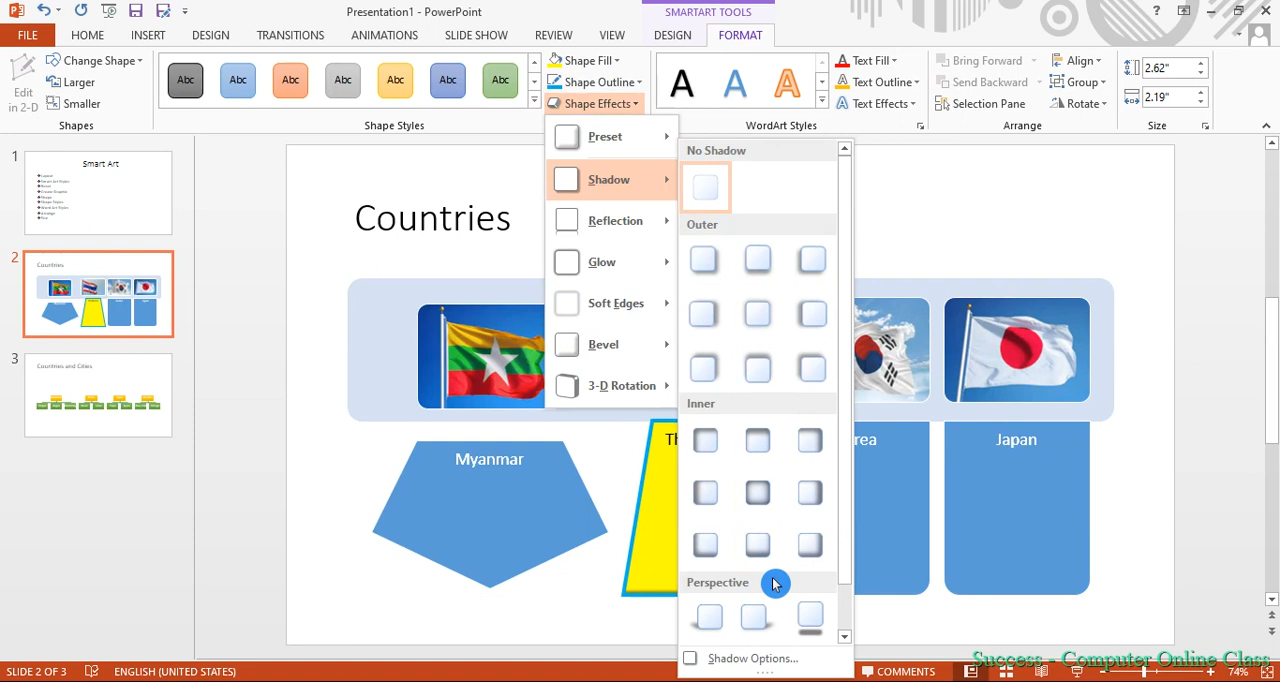 Presentation1 - PowerPoint
SMARTART TOOLS
?
FILE
HOME
INSERT
DESIGN
TRANSITIONS
ANIMATIONS
SLIDE SHOW
REVIEW
VIEW
DESIGN
FORMAT
Edit
in 2-D
Change Shape
Larger
Smaller
Shapes
Abc
Abc
Abc
Abc
Abc
Abc
Abc
Shape Styles
Shape Fill
Shape Outline
Shape Effects
A
A
A
WordArt Styles
Text Fill
Text Outline
Text Effects
Bring Forward
Send Backward
Selection Pane
Align
Group
Rotate
Arrange
2.62"
2.19"
Size
Preset
Shadow
Reflection
Glow
Soft Edges
Bevel
3-D Rotation
No Shadow
Outer
Inner
Perspective
Shadow Options...
1
Smart Art
2
Countries
3
Countries and Cities
Countries
Myanmar
Th
rea
Japan
SLIDE 2 OF 3
ENGLISH (UNITED STATES)
COMMENTS
74%
Success - Computer Online Class